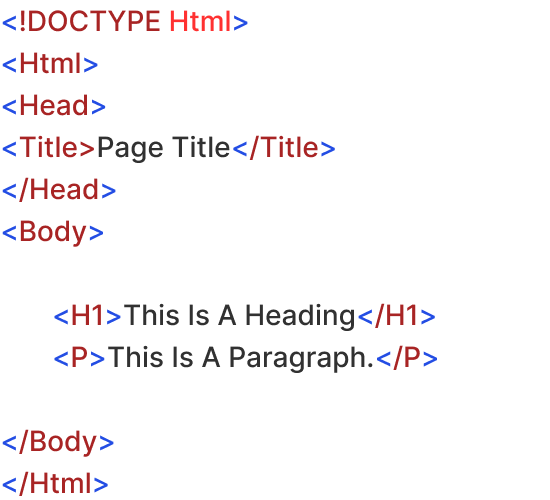 <!DOCTYPE Html>
<Html>
<Head>
<Title>Page Title</Title>
</Head>
<Body>
<H1>This Is A Heading</H1>
<P>This Is A Paragraph.</P>
</Body>
</Html>